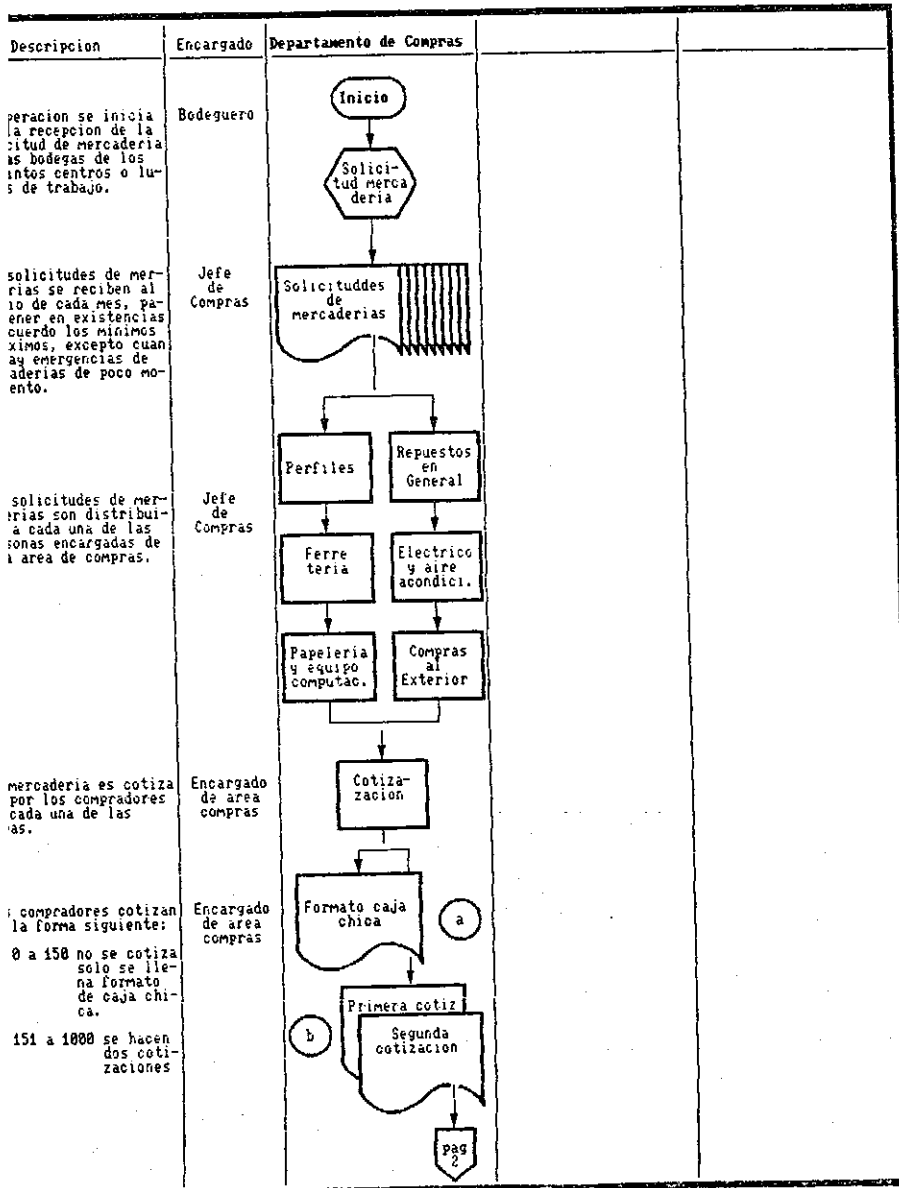 Descripcion
Encargado
Departamento de Compras
peracion se inicia
la recepcion de la
citud de mercaderia
as bodegas de los
intos centros o lu-
s de trabajo.
Bodeguero
Inicio
Solici-
tud merca
deria
solicitudes de mer-
rias se reciben al
io de cada mes, pa-
ener en existencias
cuerdo los minimos
ximos, excepto cuan
ay emergencias de
aderias de poco mo-
ento.
Jefe
de
Compras
Solicituddes
de
mercaderias
solicitudes de mer-
erias son distribui-
a cada una de las
sonas encargadas de
a area de compras.
Jefe
de
Compras
Perfiles
Repuestos
en
General
Ferre
teria
Electrico
y aire
acondici.
Papeleria
y equipo
computac.
Compras
al
Exterior
mercaderia es cotiza
por los compradores
cada una de las
as.
Encargado
de area
compras
Cotiza-
zacion
s compradores cotizan
la forma siguiente:
0 a 150 no se cotiza
solo se lle-
na formato
de caja chi-
ca.
151 a 1000 se hacen
dos coti-
zaciones
Encargado
de area
compras
Formato caja
chica
a
Primera cotiz
b
Segunda
cotizacion
pag
2